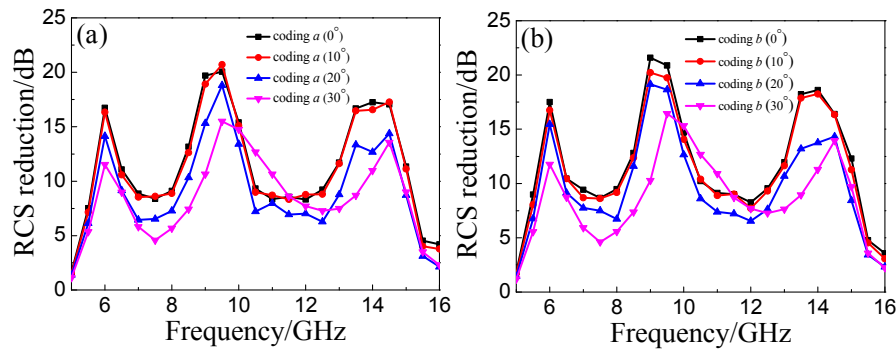 (a)
coding a (0°)
coding a (10°)
coding a (20°)
coding a (30°)
RCS reduction/dB
25
20
15
10
5
0
6 8 10 12 14 16
Frequency/GHz
(b)
coding b (0°)
coding b (10°)
coding b (20°)
coding b (30°)
RCS reduction/dB
25
20
15
10
5
0
6 8 10 12 14 16
Frequency/GHz